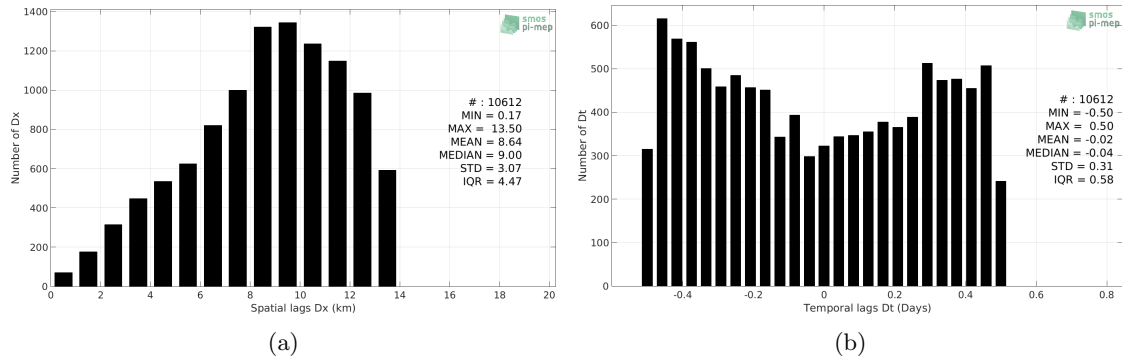 smos
pi-mep
1400
1200
1000
800
600
400
200
0
Number of Dx
# : 10612
MIN = 0.17
MAX = 13.50
MEAN = 8.64
MEDIAN = 9.00
STD = 3.07
IQR = 4.47
0 2 4 6 8 10 12 14 16 18 20
Spatial lags Dx (km)
(a)
smos
pi-mep
600
500
400
300
200
100
0
Number of Dt
# : 10612
MIN = -0.50
MAX = 0.50
MEAN = -0.02
MEDIAN = -0.04
STD = 0.31
IQR = 0.58
-0.4 -0.2 0 0.2 0.4 0.6 0.8
Temporal lags Dt (Days)
(b)